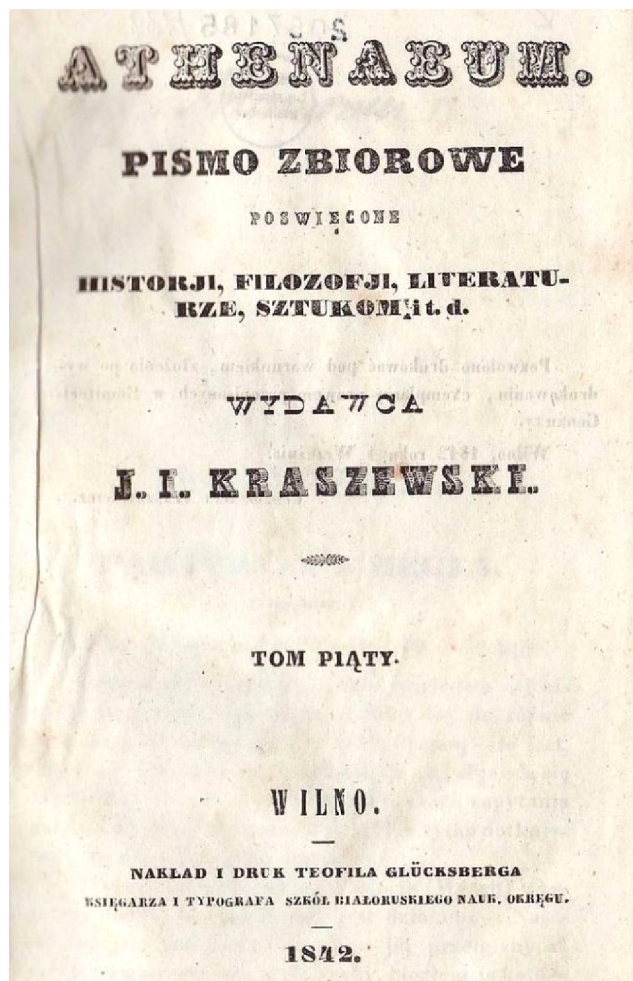 ATHENAEUM.
PISMO ZBIOROWE
POSWIĘCONE
HISTORJI, FILOZOFJI, LITERATU-
RZE, SZTUKOM i t. d.
WYDAWCA
J. I. KRASZEWSKI.
TOM PIĄTY.
WILNO.
NAKŁAD I DRUK TEOFILA GLÜCKSBERGA
KSIĘGARZA I TYPOGRAFA SZKÓŁ BIAŁORUSKIEGO NAUK. OKRĘGU.
1842.